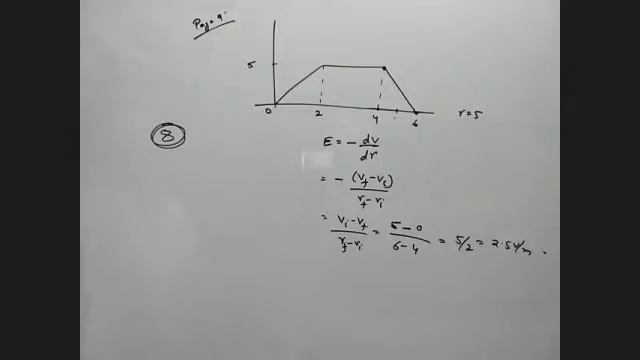 Page 9'
5
0 2 4 6 r=5
8
E = - dv/dr
= - (Vf - Vi)/rf - ri
= Vi - Vf/rf - ri = 5 - 0/6 - 4 = 5/2 = 2.5 V/m.